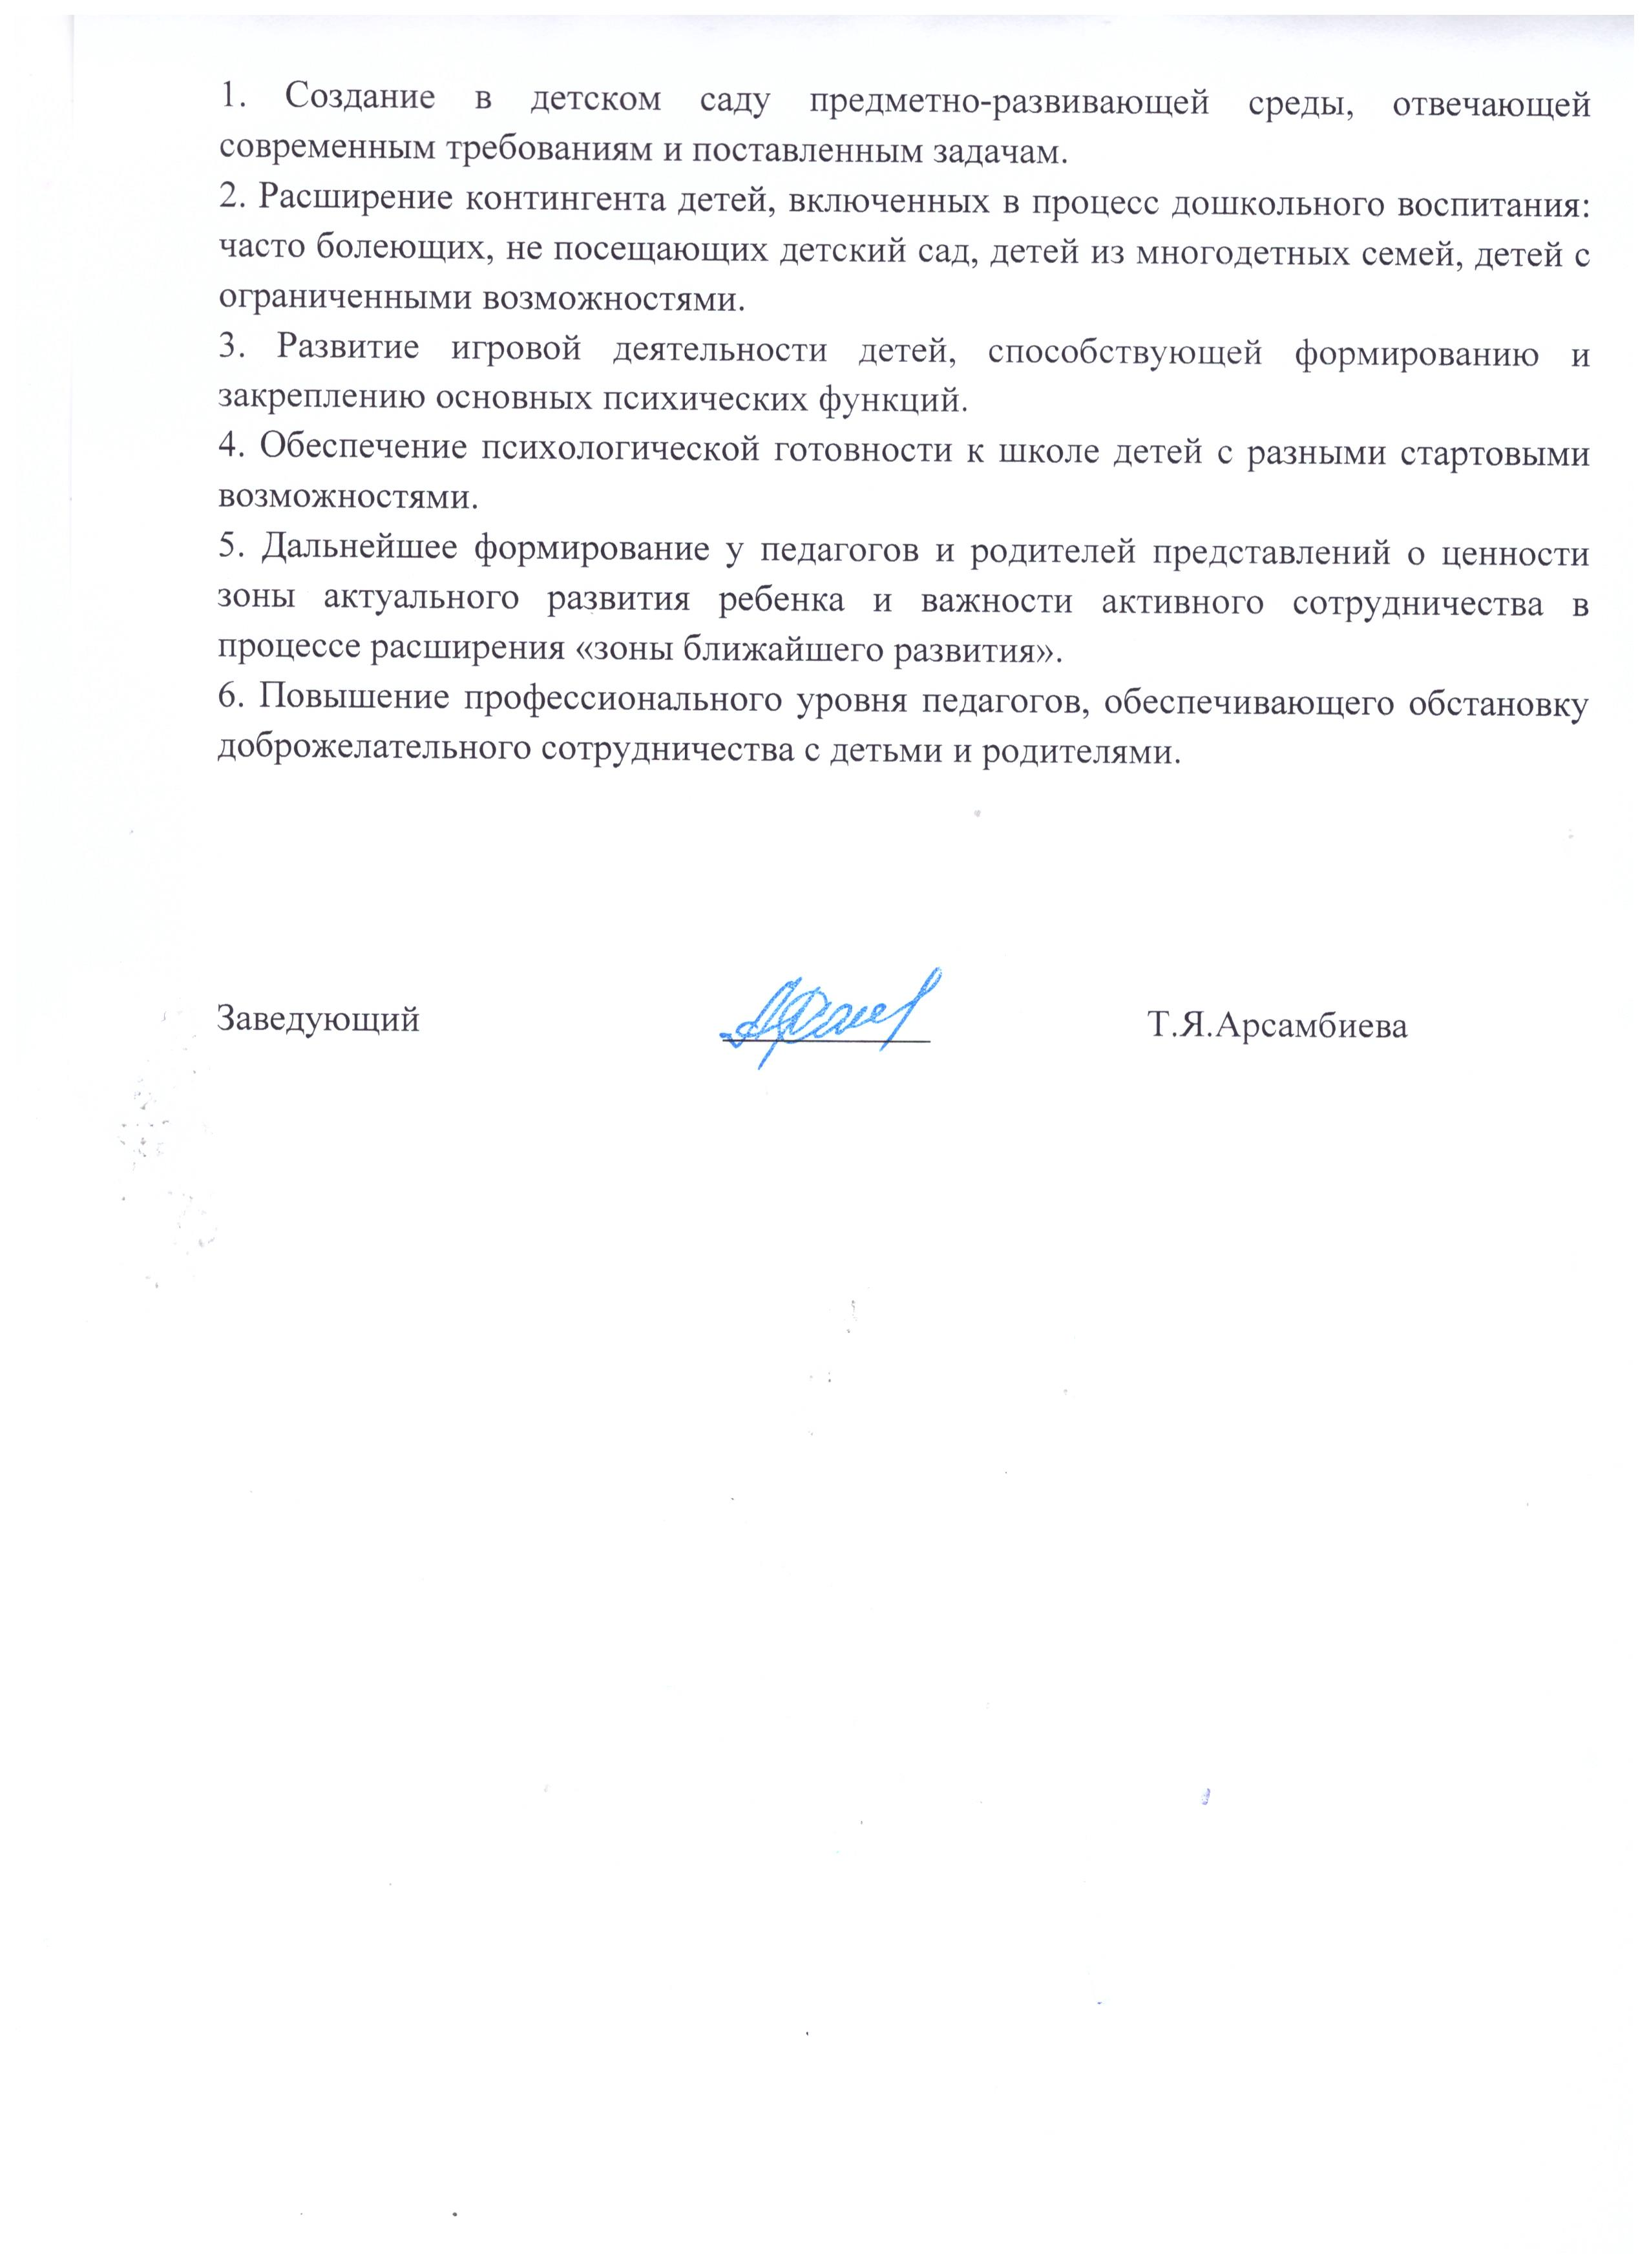 1. Создание в детском саду предметно-развивающей среды, отвечающей
современным требованиям и поставленным задачам.
2. Расширение контингента детей, включенных в процесс дошкольного воспитания:
часто болеющих, не посещающих детский сад, детей из многодетных семей, детей с
ограниченными возможностями.
3. Развитие игровой деятельности детей, способствующей формированию и
закреплению основных психических функций.
4. Обеспечение психологической готовности к школе детей с разными стартовыми
возможностями.
5. Дальнейшее формирование у педагогов и родителей представлений о ценности
зоны актуального развития ребенка и важности активного сотрудничества в
процессе расширения «зоны ближайшего развития».
6. Повышение профессионального уровня педагогов, обеспечивающего обстановку
доброжелательного сотрудничества с детьми и родителями.
Заведующий Т.Я.Арсамбиева